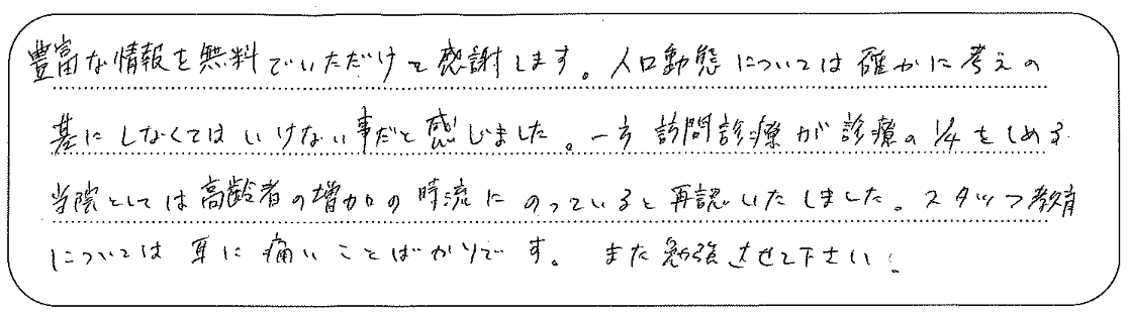 豊富な情報を無料でいただけて感謝します。人口動態については確かに考えの
基にしなくてはいけない事だと感じました。一方訪問診療が診療の1/4をしめる
当院としては高齢者の増加の時流にのっていると再認いたしました。スタッフ教育
については耳に痛いことばかりです。また勉強させて下さい!